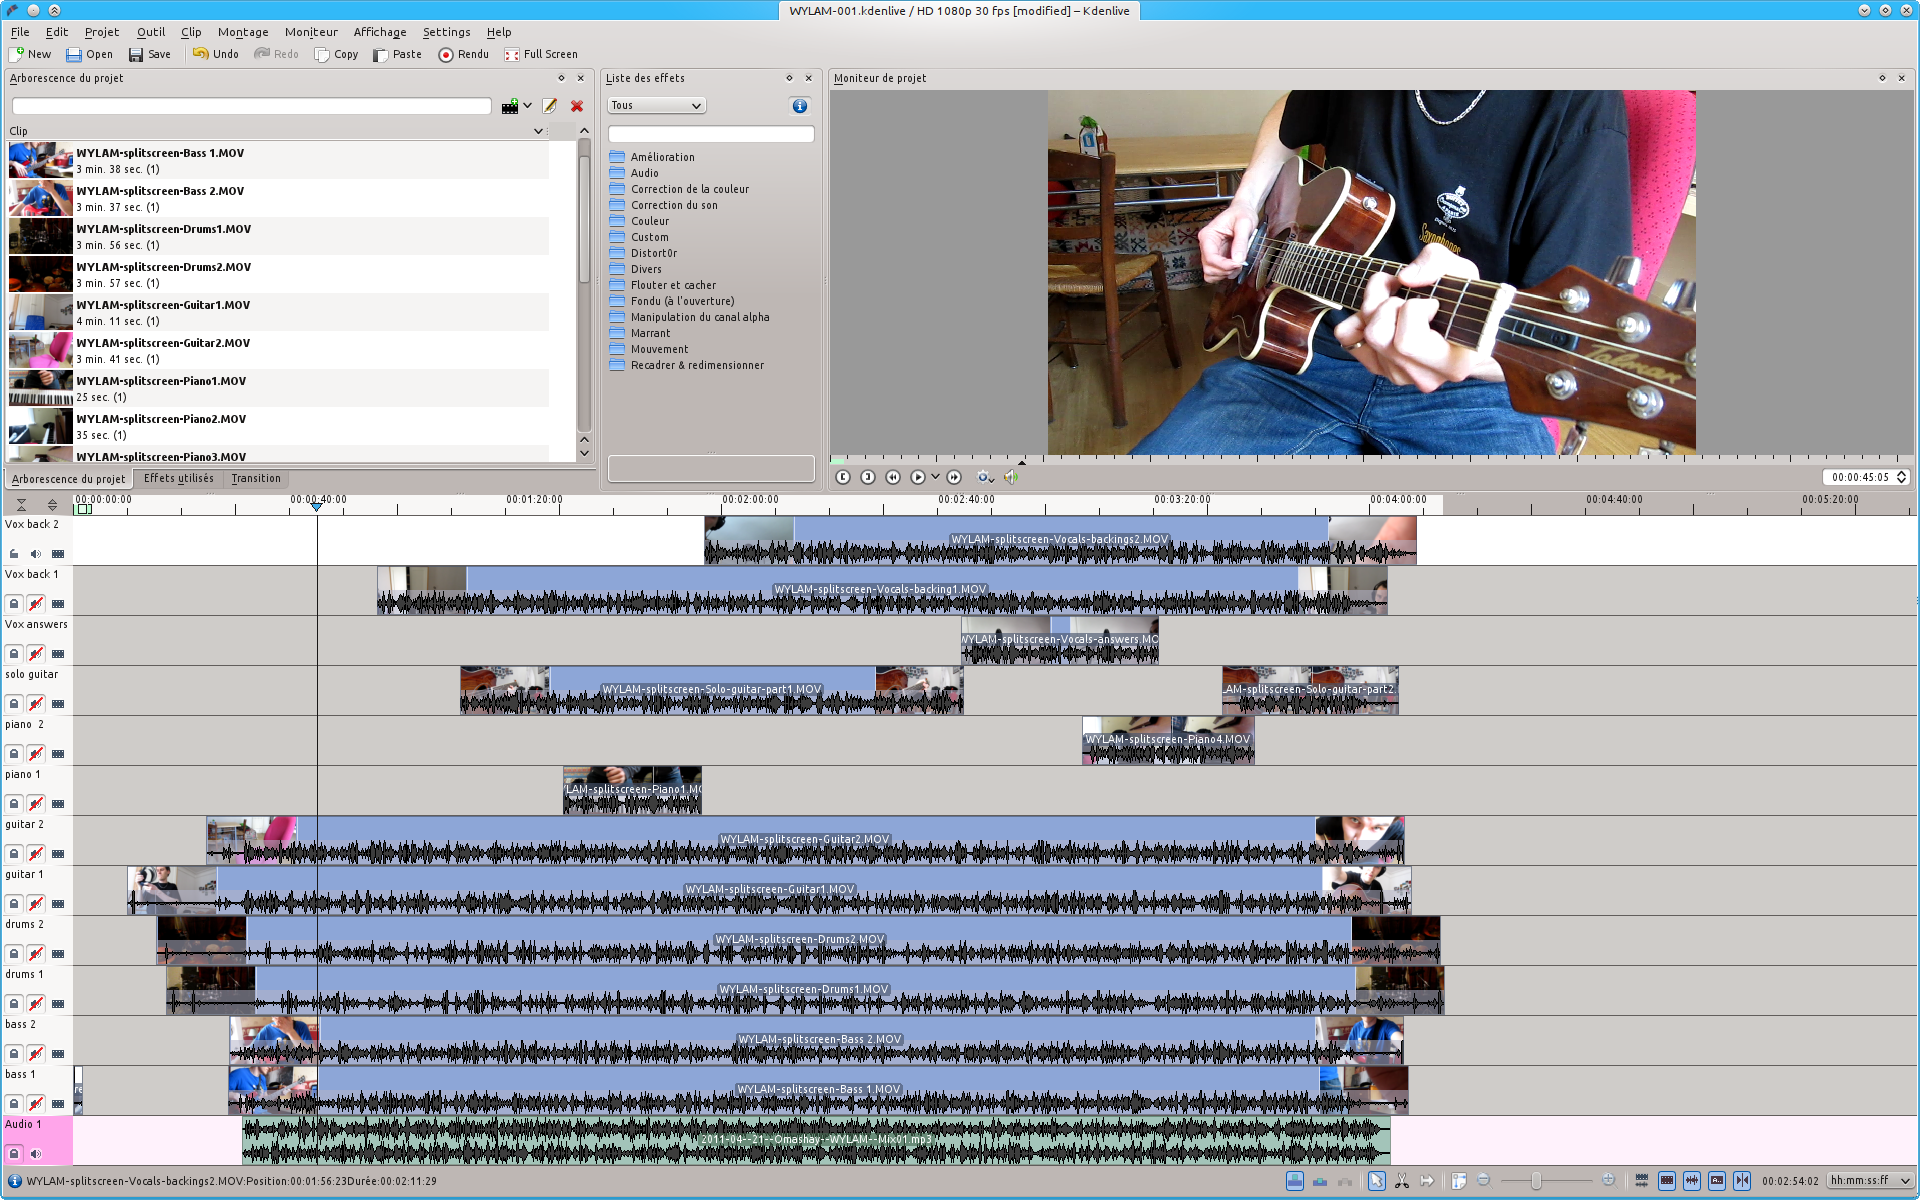 WYLAM-001.kdenlive / HD 1080p 30 fps [modified] – Kdenlive
File Edit Projet Outil Clip Montage Moniteur Affichage Settings Help
New Open Save Undo Redo Copy Paste Rendu Full Screen
Arborescence du projet
Clip
WYLAM-splitscreen-Bass 1.MOV
3 min. 38 sec. (1)
WYLAM-splitscreen-Bass 2.MOV
3 min. 37 sec. (1)
WYLAM-splitscreen-Drums1.MOV
3 min. 56 sec. (1)
WYLAM-splitscreen-Drums2.MOV
3 min. 57 sec. (1)
WYLAM-splitscreen-Guitar1.MOV
4 min. 11 sec. (1)
WYLAM-splitscreen-Guitar2.MOV
3 min. 41 sec. (1)
WYLAM-splitscreen-Piano1.MOV
25 sec. (1)
WYLAM-splitscreen-Piano2.MOV
35 sec. (1)
WYLAM-splitscreen-Piano3.MOV
Arborescence du projet Effets utilisés Transition
Liste des effets
Tous
Amélioration
Audio
Correction de la couleur
Correction du son
Couleur
Custom
Distort0r
Divers
Flouter et cacher
Fondu (à l'ouverture)
Manipulation du canal alpha
Marrant
Mouvement
Recadrer & redimensionner
Moniteur de projet
Saxophones
Talman
00:00:45:05
00:00:00:00 00:00:40:00 00:01:20:00 00:02:00:00 00:02:40:00 00:03:20:00 00:04:00:00 00:04:40:00 00:05:20:00
Vox back 2
WYLAM-splitscreen-Vocals-backings2.MOV
Vox back 1
WYLAM-splitscreen-Vocals-backing1.MOV
Vox answers
WYLAM-splitscreen-Vocals-answers.MO
solo guitar
WYLAM-splitscreen-Solo-guitar-part1.MOV
LAM-splitscreen-Solo-guitar-part2.
piano 2
WYLAM-splitscreen-Piano4.MOV
piano 1
YLAM-splitscreen-Piano1.MO
guitar 2
WYLAM-splitscreen-Guitar2.MOV
guitar 1
WYLAM-splitscreen-Guitar1.MOV
drums 2
WYLAM-splitscreen-Drums2.MOV
drums 1
WYLAM-splitscreen-Drums1.MOV
bass 2
WYLAM-splitscreen-Bass 2.MOV
bass 1
re
WYLAM-splitscreen-Bass 1.MOV
Audio 1
2011-04--21--Omashay--WYLAM--Mix01.mp3
WYLAM-splitscreen-Vocals-backings2.MOV:Position:00:01:56:23Durée:00:02:11:29
00:02:54:02 hh:mm:ss:ff